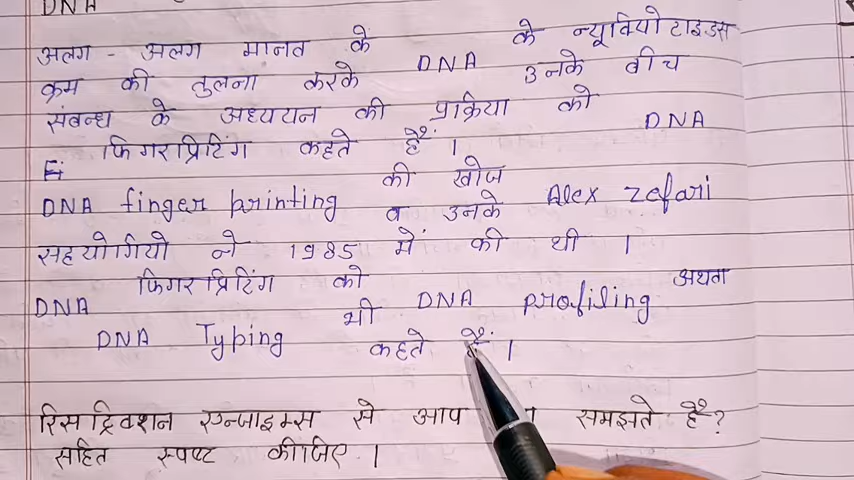 DNA
अलग - अलग मानव के DNA के न्यूक्लियोटाइड्स
क्रम की तुलना करके उनके बीच
संबन्ध के अध्ययन की प्रक्रिया को DNA
फिंगरप्रिंटिंग कहते हैं ।
DNA finger printing की खोज Alex zefari
व उनके सहयोगियो ने 1985 में की थी ।
DNA फिंगरप्रिंटिंग को भी DNA profiling अथवा
DNA Typing कहते हैं ।
रिसट्रिक्शन एन्जाइम्स से आप समझते हैं?
सहित स्पष्ट कीजिए ।